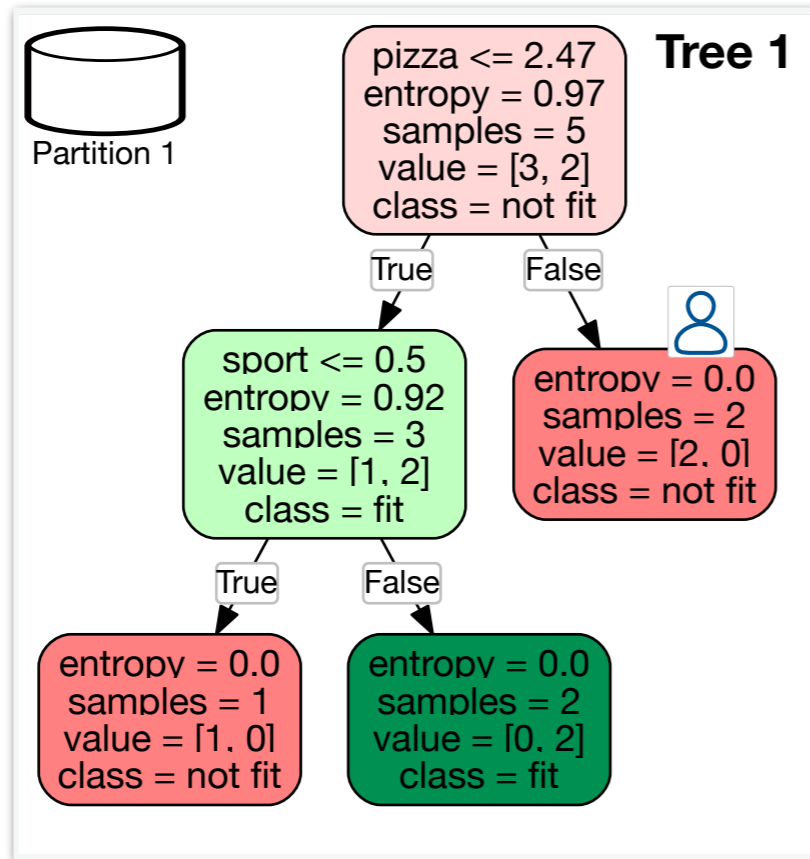 Tree 1
Partition 1
pizza <= 2.47
entropy = 0.97
samples = 5
value = [3, 2]
class = not fit
True
False
sport <= 0.5
entropy = 0.92
samples = 3
value = [1, 2]
class = fit
entropy = 0.0
samples = 2
value = [2, 0]
class = not fit
True
False
entropy = 0.0
samples = 1
value = [1, 0]
class = not fit
entropy = 0.0
samples = 2
value = [0, 2]
class = fit